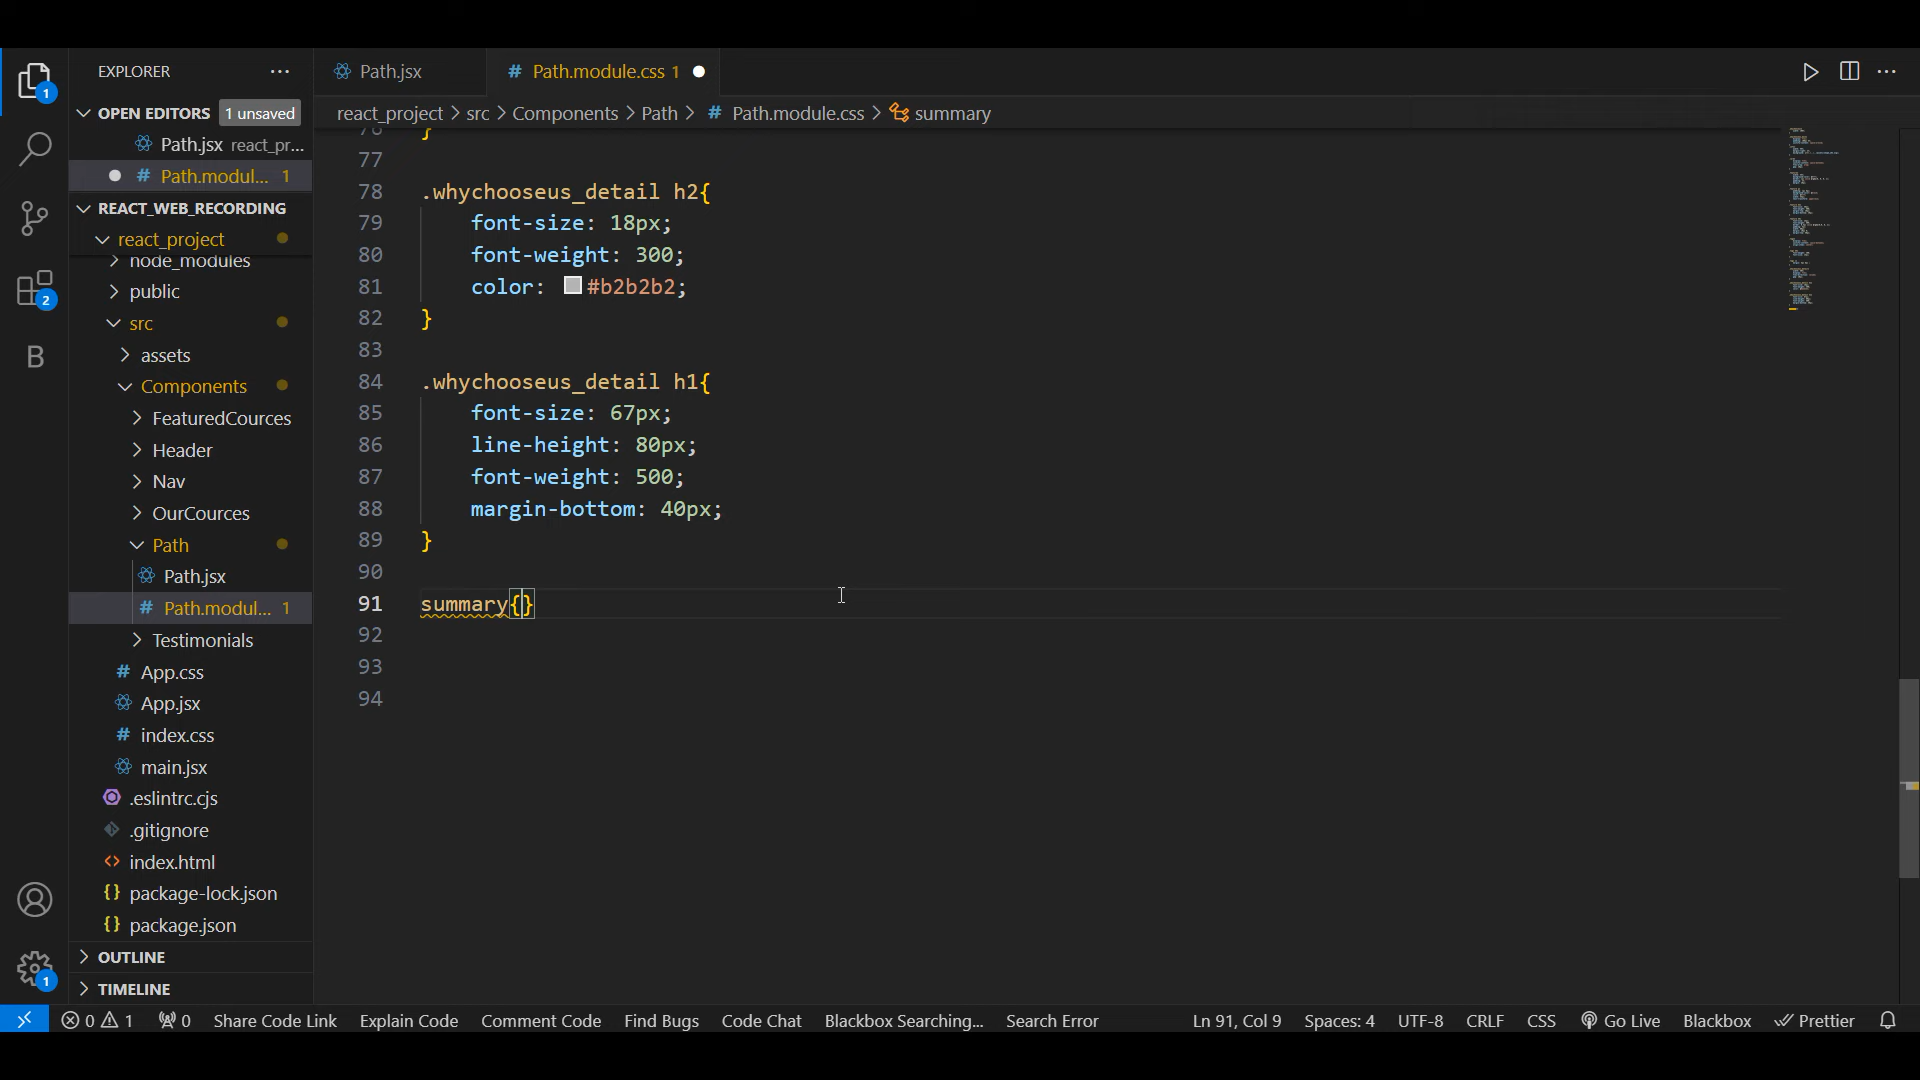 EXPLORER
Path.jsx
# Path.module.css 1
OPEN EDITORS 1 unsaved
Path.jsx react_pr...
# Path.modul... 1
REACT_WEB_RECORDING
react_project
node_modules
public
src
assets
Components
FeaturedCources
Header
Nav
OurCources
Path
Path.jsx
# Path.modul... 1
Testimonials
# App.css
App.jsx
# index.css
main.jsx
.eslintrc.cjs
.gitignore
<> index.html
{} package-lock.json
{} package.json
OUTLINE
TIMELINE
1
2
B
1
react_project > src > Components > Path > # Path.module.css > summary
76 }
77
78 .whychooseus_detail h2{
79 font-size: 18px;
80 font-weight: 300;
81 color: #b2b2b2;
82 }
83
84 .whychooseus_detail h1{
85 font-size: 67px;
86 line-height: 80px;
87 font-weight: 500;
88 margin-bottom: 40px;
89 }
90
91 summary{}
92
93
94
0 1 0 Share Code Link Explain Code Comment Code Find Bugs Code Chat Blackbox Searching... Search Error Ln 91, Col 9 Spaces: 4 UTF-8 CRLF CSS Go Live Blackbox Prettier